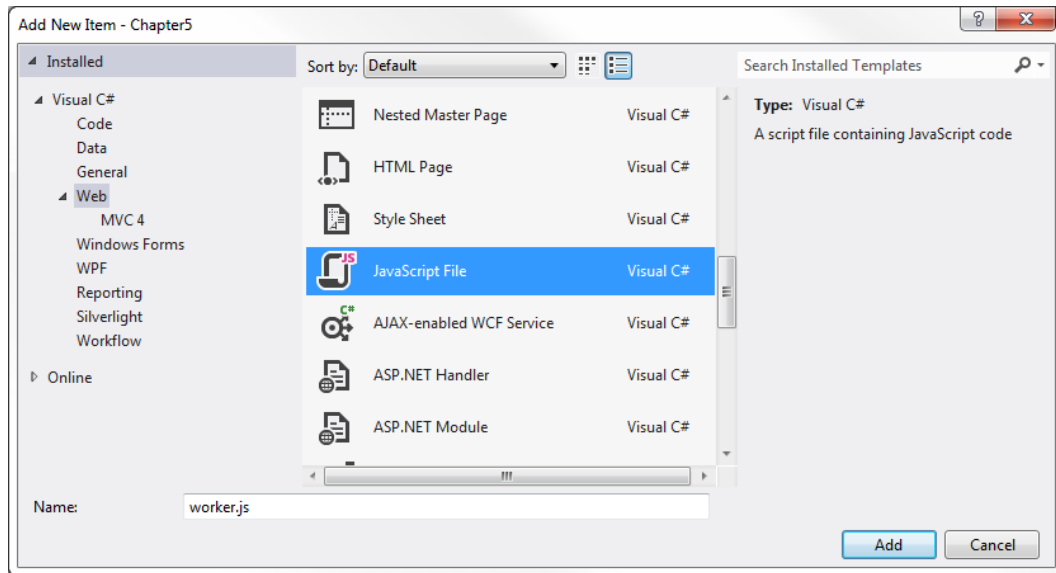 Add New Item - Chapter5
Installed
Sort by: Default
Search Installed Templates
Visual C#
Code
Data
General
Web
MVC 4
Windows Forms
WPF
Reporting
Silverlight
Workflow
Online
Nested Master Page Visual C#
HTML Page Visual C#
Style Sheet Visual C#
JS
JavaScript File Visual C#
C#
AJAX-enabled WCF Service Visual C#
ASP.NET Handler Visual C#
ASP.NET Module Visual C#
Type: Visual C#
A script file containing JavaScript code
Name: worker.js
Add Cancel